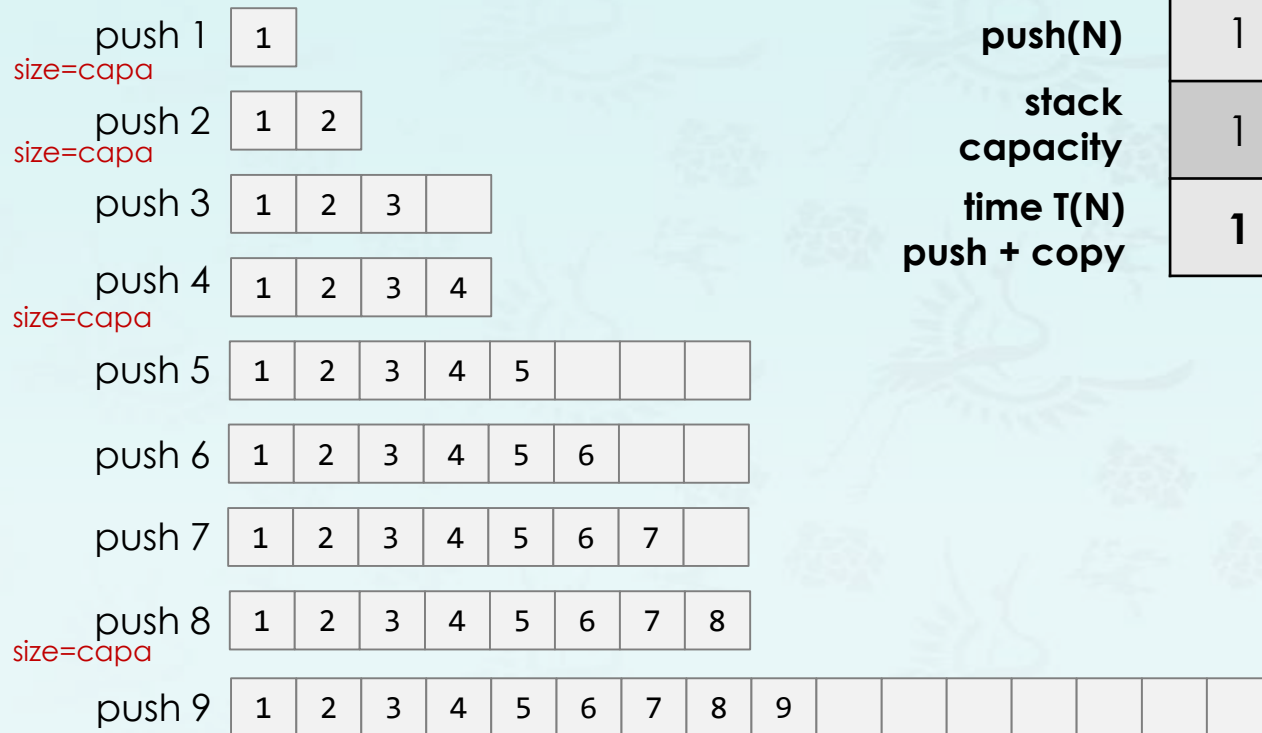 push 1 1
size=capa
push 2 1 2
size=capa
push 3 1 2 3
push 4 1 2 3 4
size=capa
push 5 1 2 3 4 5
push 6 1 2 3 4 5 6
push 7 1 2 3 4 5 6 7
push 8 1 2 3 4 5 6 7 8
size=capa
push 9 1 2 3 4 5 6 7 8 9
push(N) 1
stack
capacity 1
time T(N)
push + copy 1